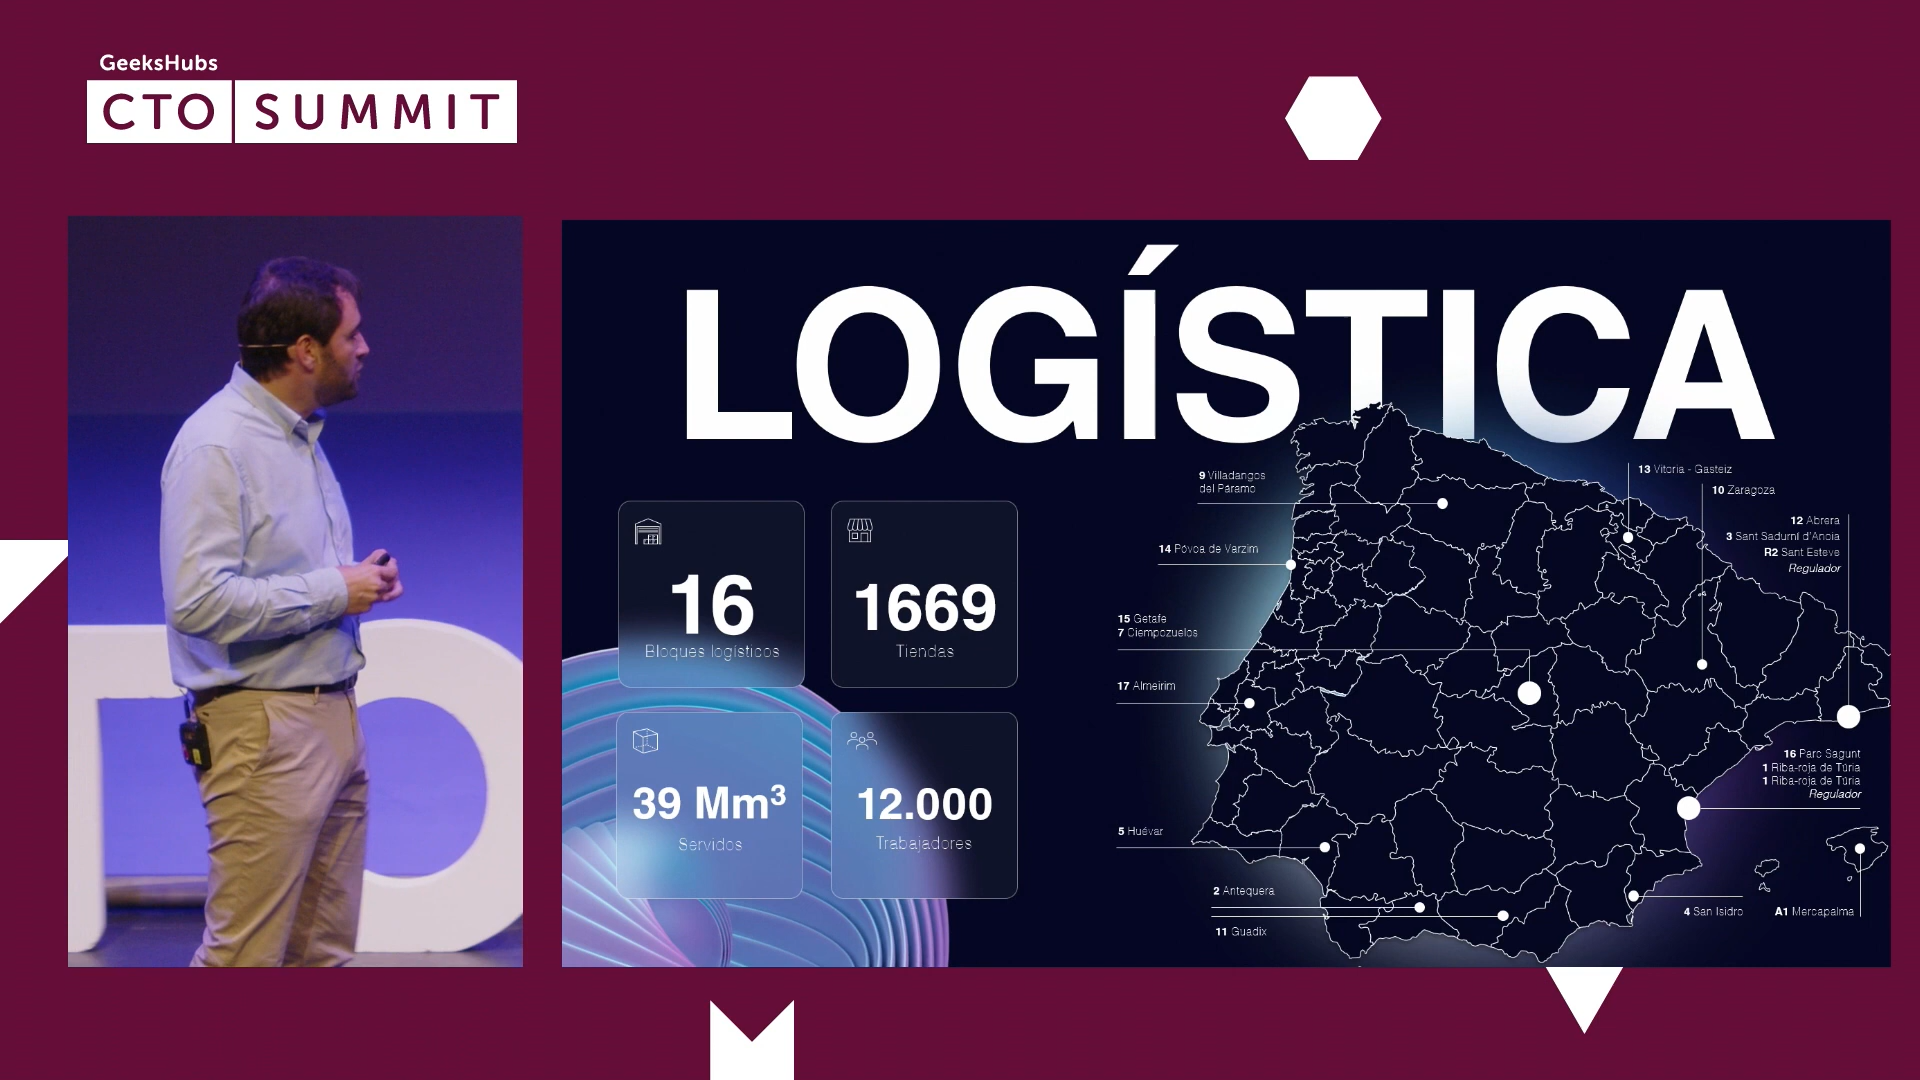 GeeksHubs
CTO SUMMIT
LOGÍSTICA
16
Bloques logísticos
1669
Tiendas
39 Mm³
Servidos
12.000
Trabajadores
9 Villadangos
del Páramo
14 Póvoa de Varzim
15 Getafe
7 Ciempozuelos
17 Almeirim
5 Huévar
2 Antequera
11 Guadix
13 Vitoria - Gasteiz
10 Zaragoza
12 Abrera
3 Sant Sadurní d'Anoia
R2 Sant Esteve
Regulador
16 Parc Sagunt
1 Riba-roja de Túria
1 Riba-roja de Túria
Regulador
4 San Isidro
A1 Mercapalma